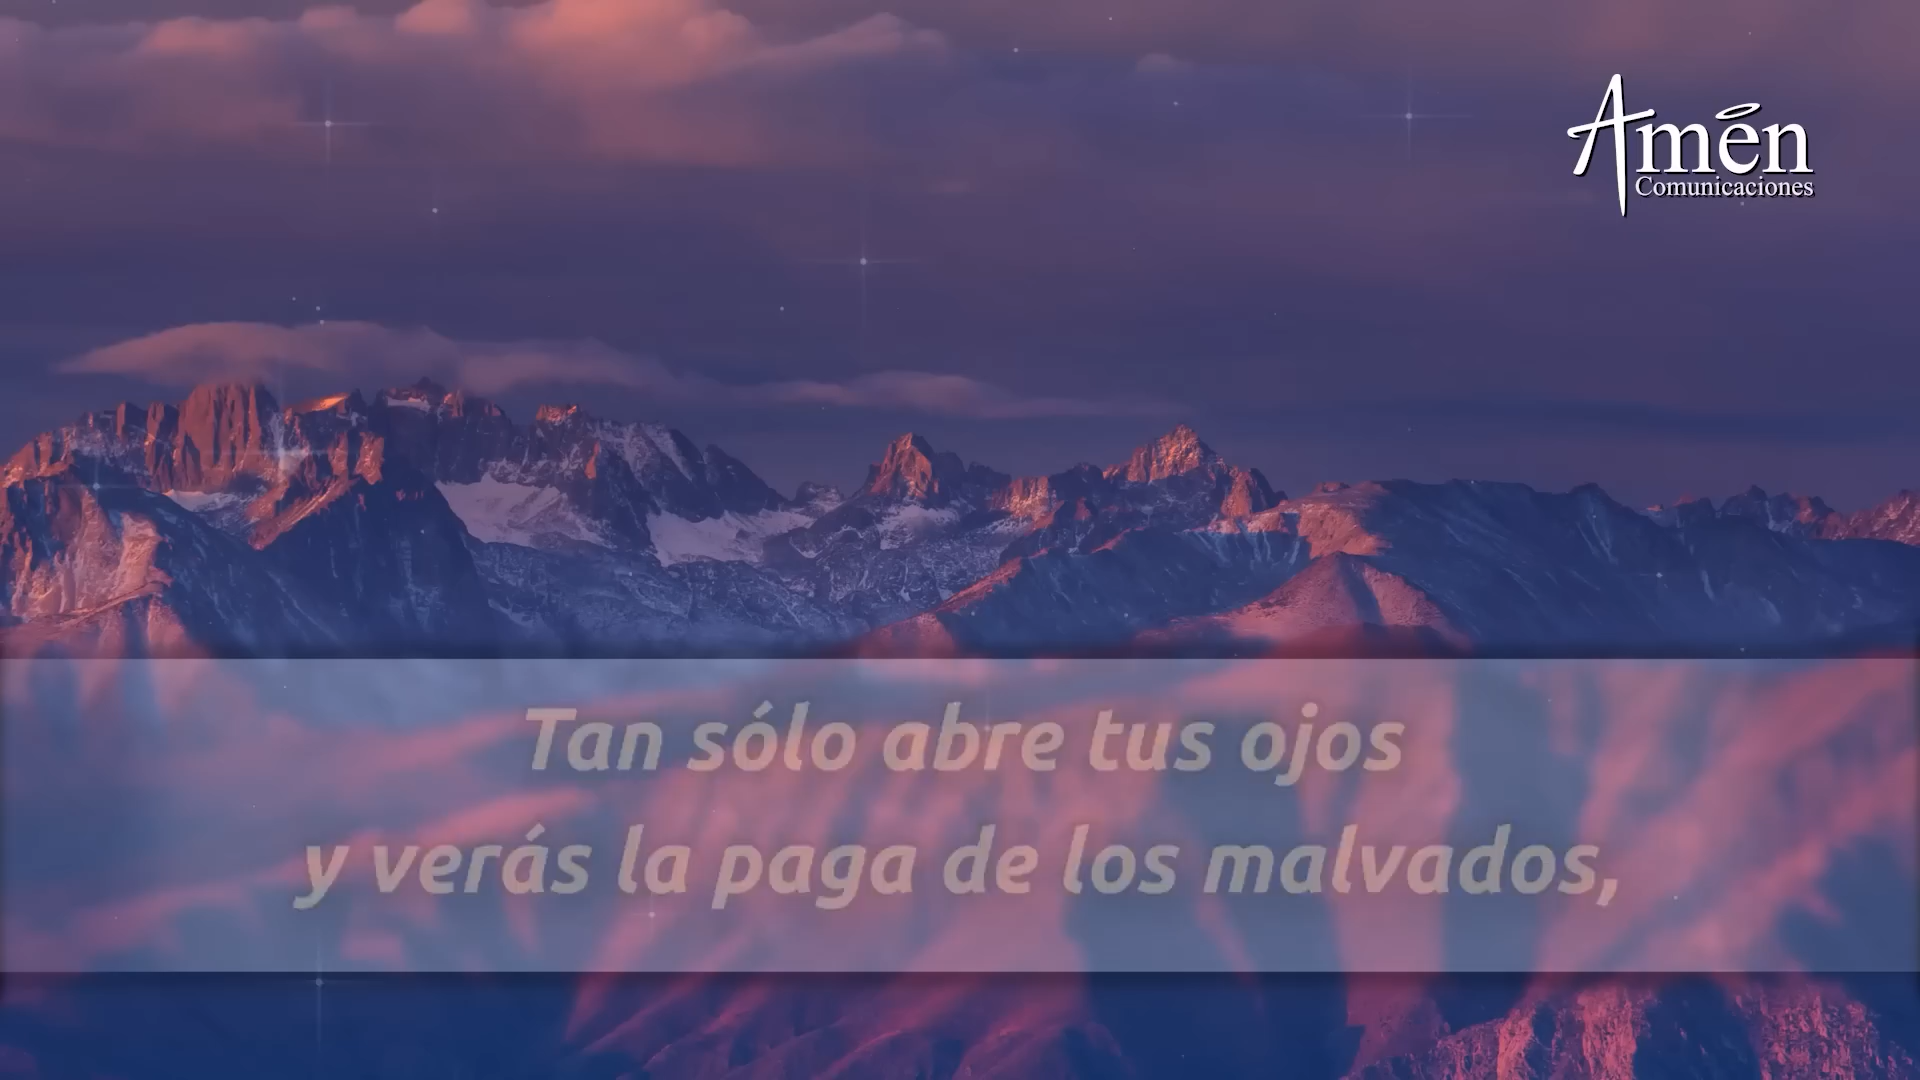 Amén
Comunicaciones
Tan sólo abre tus ojos
y verás la paga de los malvados,